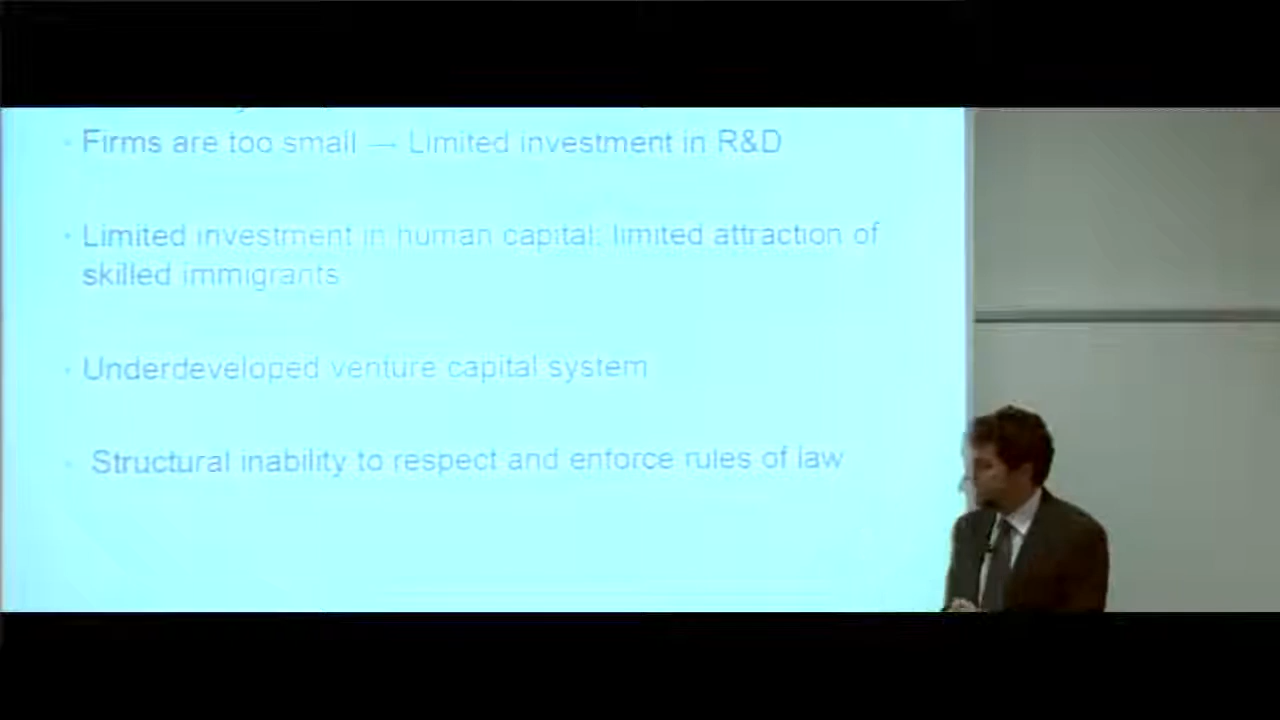 · Firms are too small → Limited investment in R&D
· Limited investment in human capital; limited attraction of
skilled immigrants
· Underdeveloped venture capital system
· Structural inability to respect and enforce rules of law